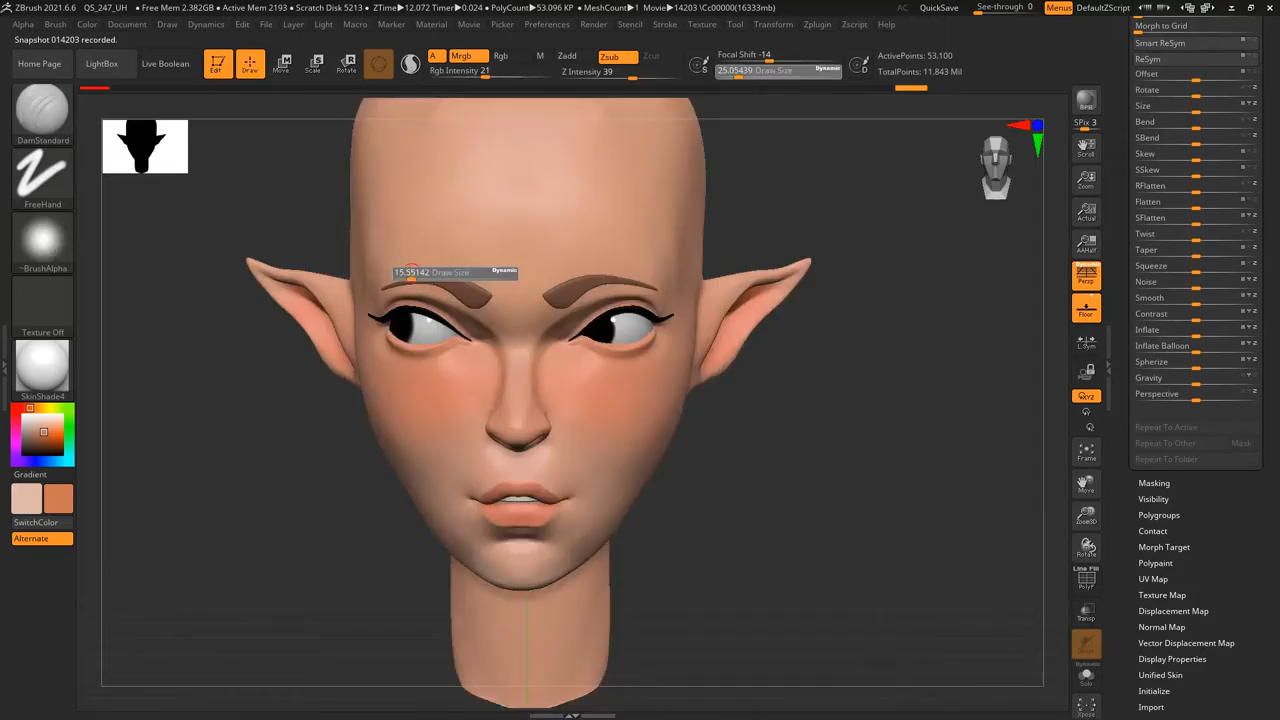 ZBrush 2021.6.6 QS_247_UH • Free Mem 2.382GB • Active Mem 2193 • Scratch Disk 5213 • ZTime▶12.072 Timer▶0.024 • PolyCount▶53.096 KP • MeshCount▶1 Movie▶14203 \Cc00000(16333mb) AC QuickSave See-through 0 Menus DefaultZScript
Alpha Brush Color Document Draw Dynamics Edit File Layer Light Macro Marker Material Movie Picker Preferences Render Stencil Stroke Texture Tool Transform Zplugin Zscript Help
Snapshot 014203 recorded.
Home Page LightBox Live Boolean Edit Draw Move Scale Rotate
A Mrgb Rgb M Zadd Zsub Zcut
Rgb Intensity 21 Z Intensity 39
S Focal Shift -14
25.05439 Draw Size Dynamic D
ActivePoints: 53,100
TotalPoints: 11.843 Mil
DamStandard
FreeHand
~BrushAlpha
Texture Off
SkinShade4
Gradient
SwitchColor
Alternate
15.55142 Draw Size Dynamic
BPR
SPix 3
Scroll
Zoom
Actual
AAHalf
Dynamic
Persp
Floor
L.Sym
XYZ
Frame
Move
Zoom3D
Rotate
Line Fill
PolyF
Transp
Dynamic
Solo
Xpose
Morph to Grid
Smart ReSym
ReSym
Offset
Rotate
Size
Bend
SBend
Skew
SSkew
RFlatten
Flatten
SFlatten
Twist
Taper
Squeeze
Noise
Smooth
Contrast
Inflate
Inflate Balloon
Spherize
Gravity
Perspective
Repeat To Active
Repeat To Other Mask
Repeat To Folder
Masking
Visibility
Polygroups
Contact
Morph Target
Polypaint
UV Map
Texture Map
Displacement Map
Normal Map
Vector Displacement Map
Display Properties
Unified Skin
Initialize
Import